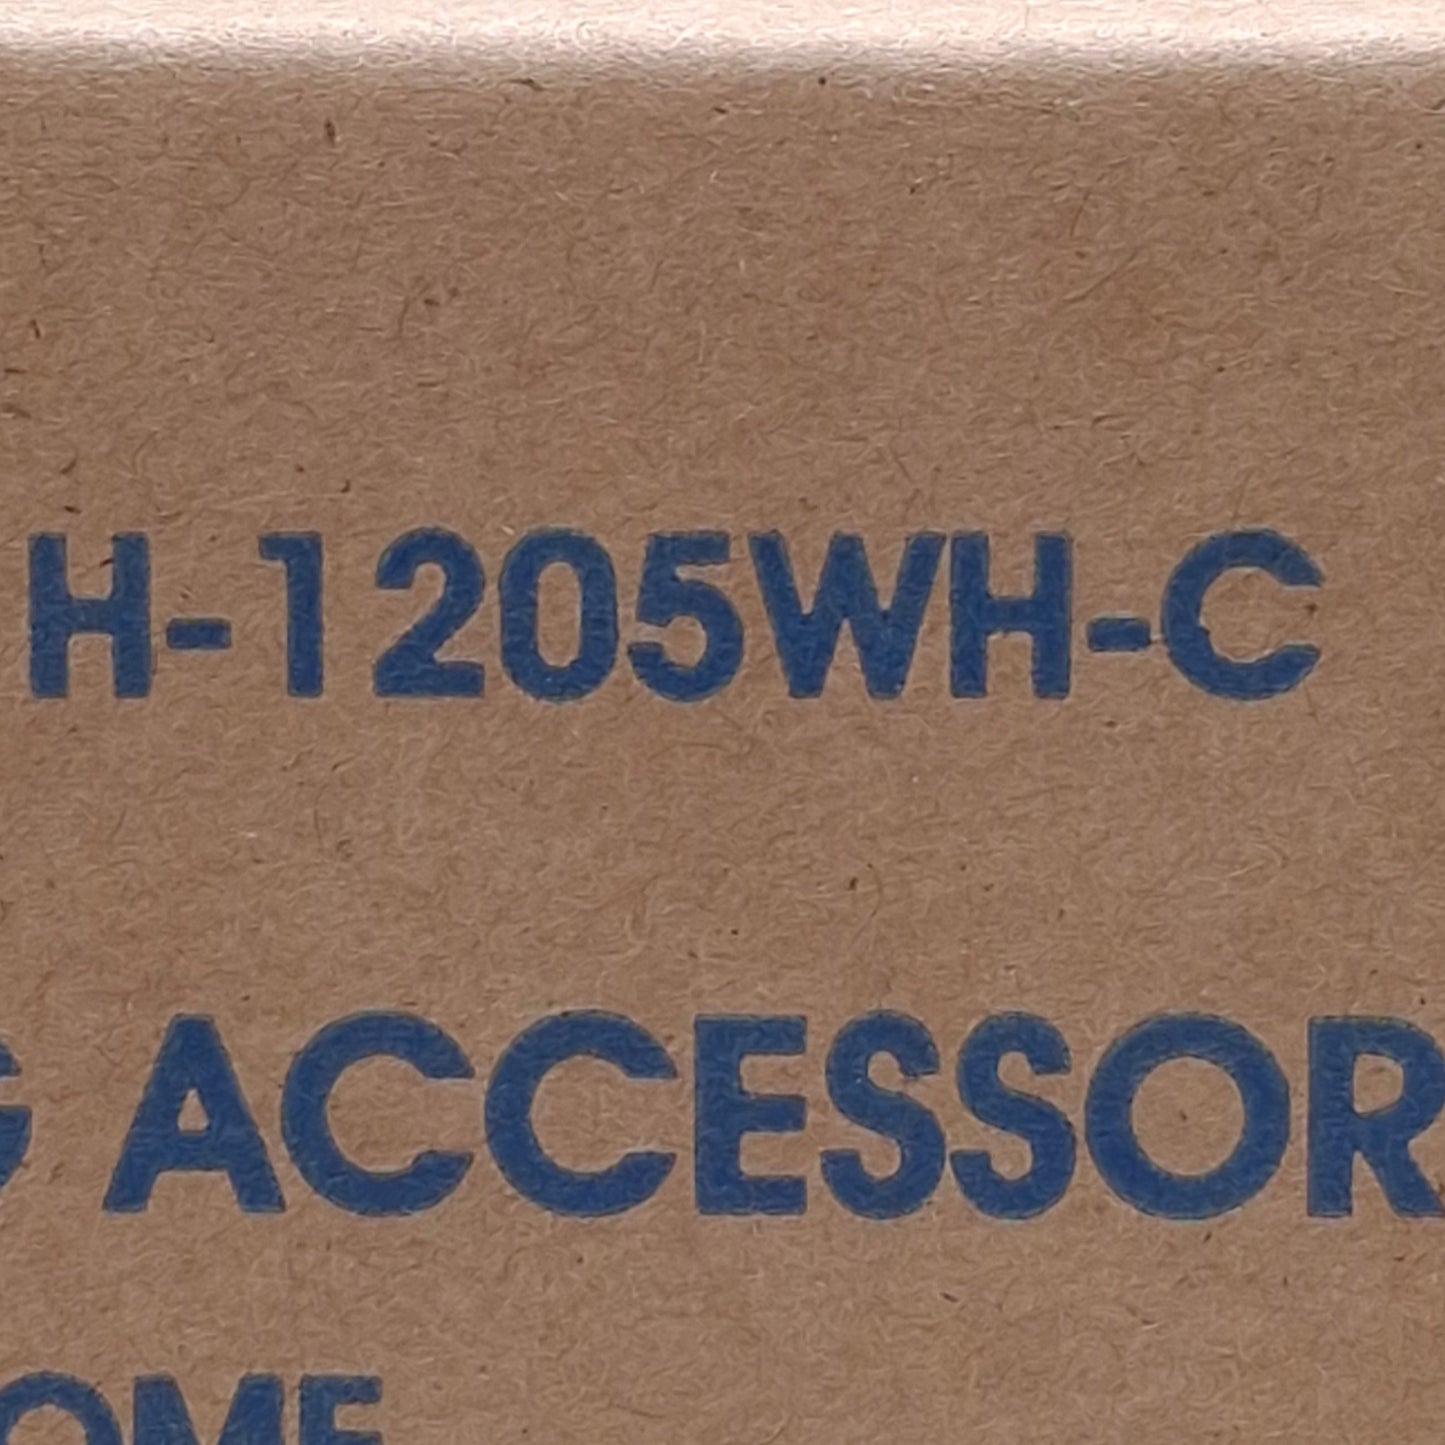 H-1205WH-C
G ACCESSOR
OME